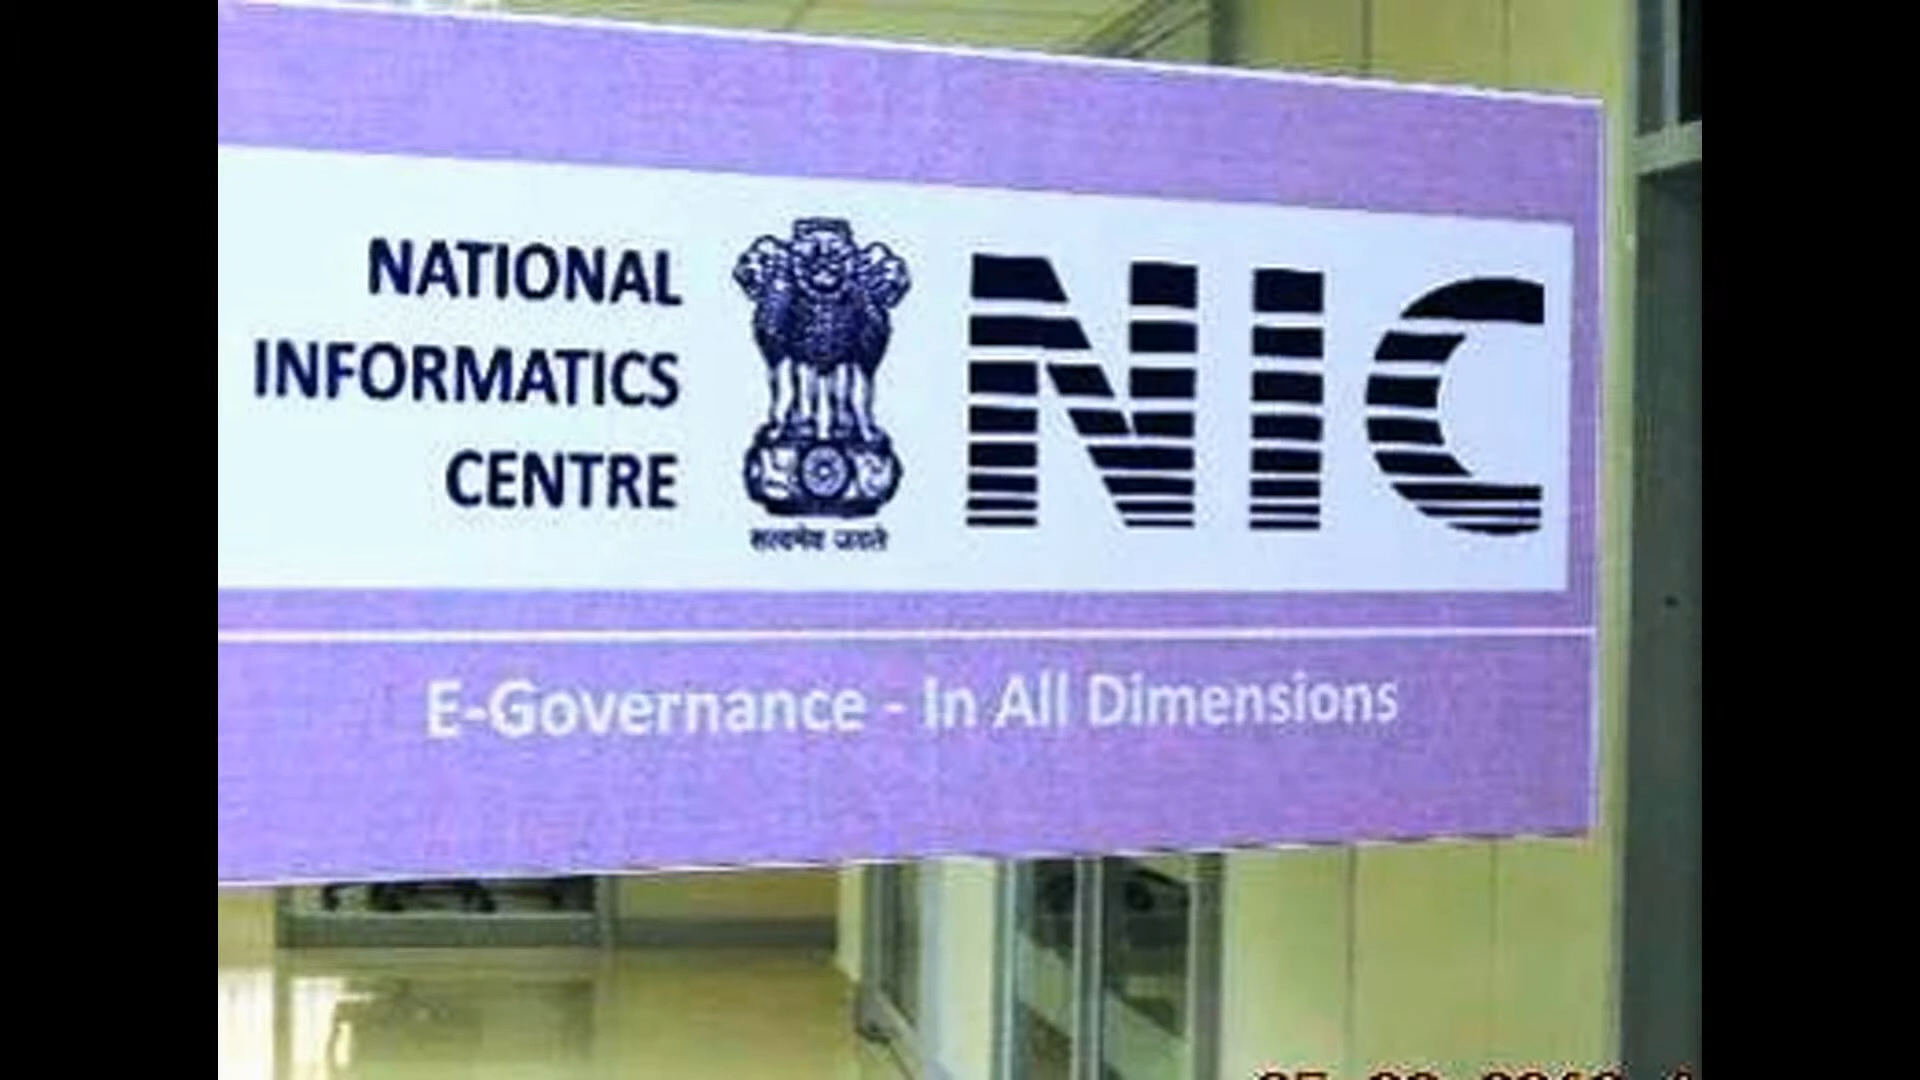 NATIONAL
INFORMATICS
CENTRE
सत्यमेव जयते
NIC
E-Governance - In All Dimensions